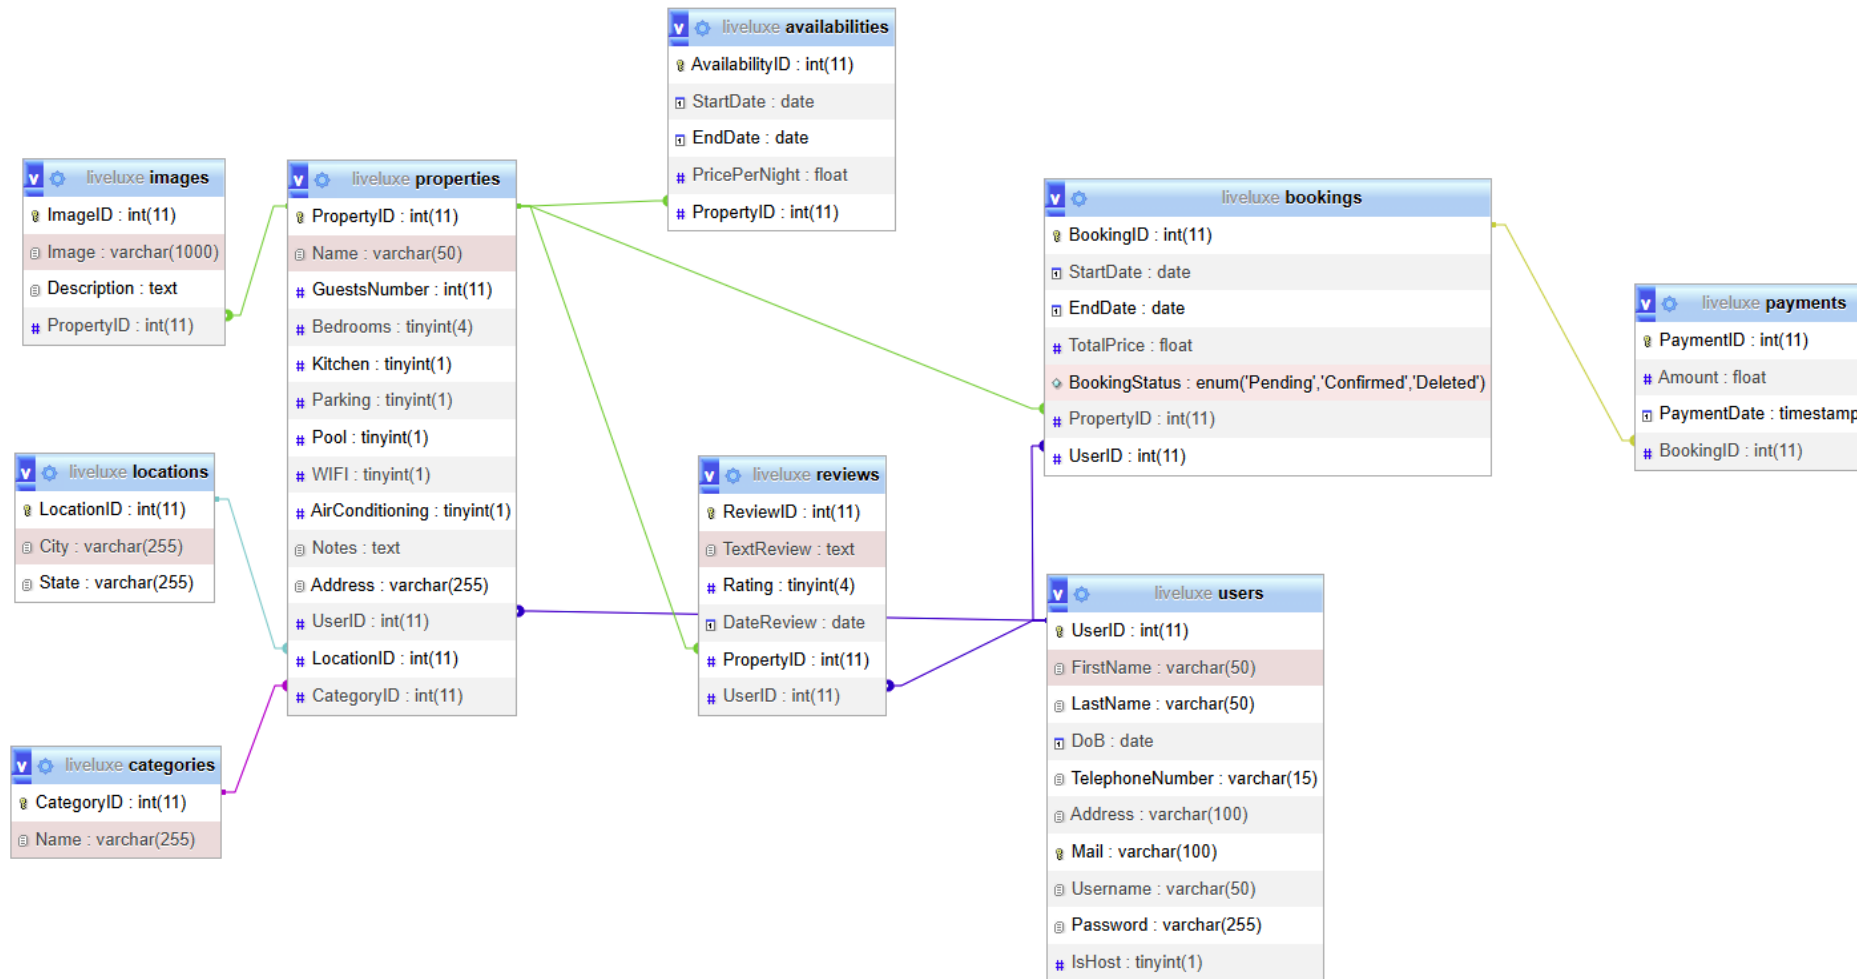 liveluxe availabilities
AvailabilityID : int(11)
StartDate : date
EndDate : date
PricePerNight : float
PropertyID : int(11)
liveluxe images
ImageID : int(11)
Image : varchar(1000)
Description : text
PropertyID : int(11)
liveluxe properties
PropertyID : int(11)
Name : varchar(50)
GuestsNumber : int(11)
Bedrooms : tinyint(4)
Kitchen : tinyint(1)
Parking : tinyint(1)
Pool : tinyint(1)
WIFI : tinyint(1)
AirConditioning : tinyint(1)
Notes : text
Address : varchar(255)
UserID : int(11)
LocationID : int(11)
CategoryID : int(11)
liveluxe bookings
BookingID : int(11)
StartDate : date
EndDate : date
TotalPrice : float
BookingStatus : enum('Pending','Confirmed','Deleted')
PropertyID : int(11)
UserID : int(11)
liveluxe payments
PaymentID : int(11)
Amount : float
PaymentDate : timestamp
BookingID : int(11)
liveluxe locations
LocationID : int(11)
City : varchar(255)
State : varchar(255)
liveluxe reviews
ReviewID : int(11)
TextReview : text
Rating : tinyint(4)
DateReview : date
PropertyID : int(11)
UserID : int(11)
liveluxe users
UserID : int(11)
FirstName : varchar(50)
LastName : varchar(50)
DoB : date
TelephoneNumber : varchar(15)
Address : varchar(100)
Mail : varchar(100)
Username : varchar(50)
Password : varchar(255)
IsHost : tinyint(1)
liveluxe categories
CategoryID : int(11)
Name : varchar(255)